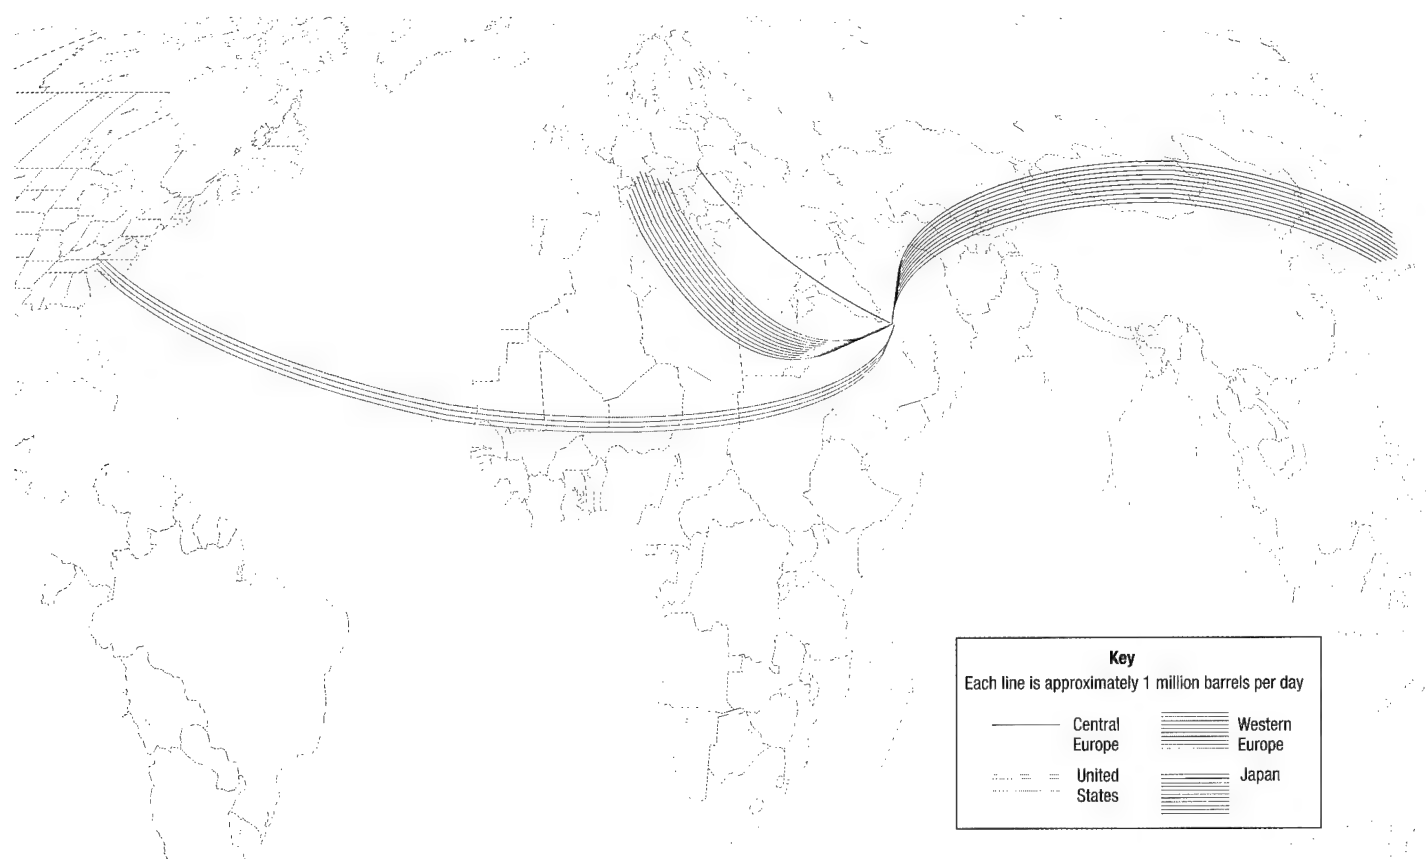 Key
Each line is approximately 1 million barrels per day
Central
Europe
Western
Europe
United
States
Japan